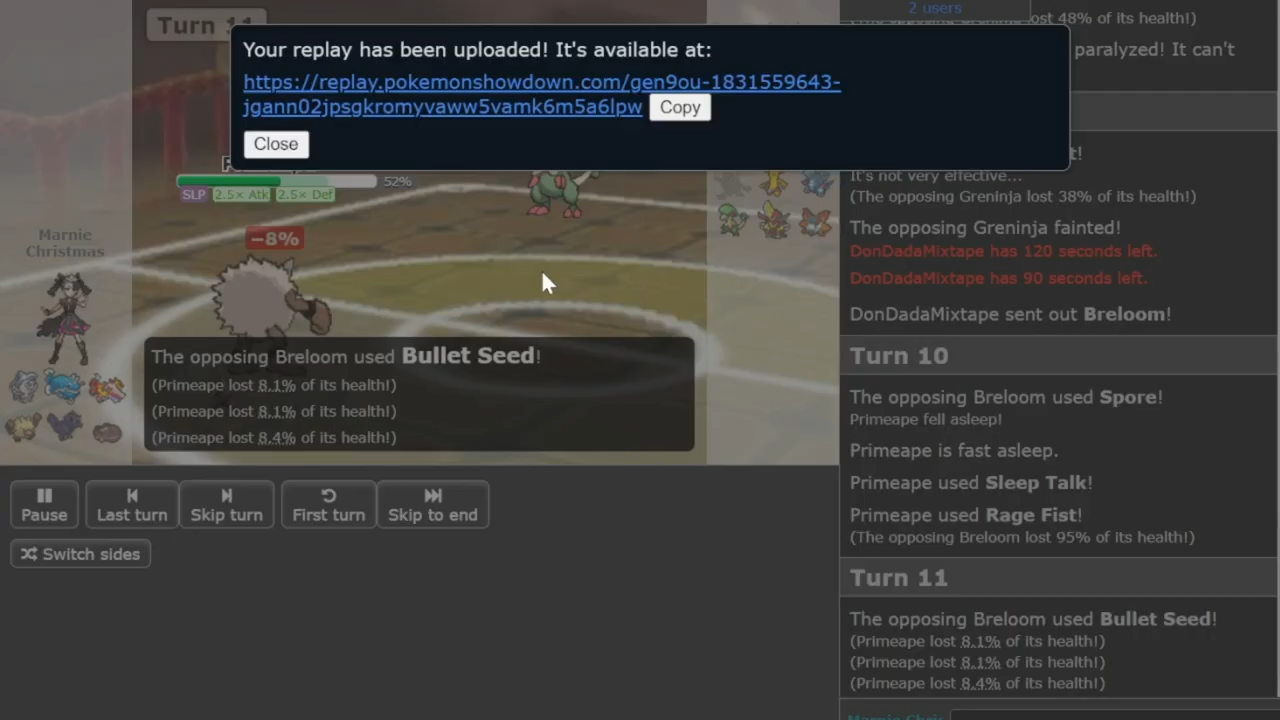 Turn 11
2 users
(The opposing Greninja lost 48% of its health!)
paralyzed! It can't
Your replay has been uploaded! It's available at:
https://replay.pokemonshowdown.com/gen9ou-1831559643-
jgann02jpsgkromyvaww5vamk6m5a6lpw Copy
Close
52%
SLP 2.5× Atk 2.5× Def
−8%
Marnie
Christmas
The opposing Breloom used Bullet Seed!
(Primeape lost 8.1% of its health!)
(Primeape lost 8.1% of its health!)
(Primeape lost 8.4% of its health!)
Pause
Last turn
Skip turn
First turn
Skip to end
Switch sides
It's not very effective...
(The opposing Greninja lost 38% of its health!)
The opposing Greninja fainted!
DonDadaMixtape has 120 seconds left.
DonDadaMixtape has 90 seconds left.
DonDadaMixtape sent out Breloom!
Turn 10
The opposing Breloom used Spore!
Primeape fell asleep!
Primeape is fast asleep.
Primeape used Sleep Talk!
Primeape used Rage Fist!
(The opposing Breloom lost 95% of its health!)
Turn 11
The opposing Breloom used Bullet Seed!
(Primeape lost 8.1% of its health!)
(Primeape lost 8.1% of its health!)
(Primeape lost 8.4% of its health!)